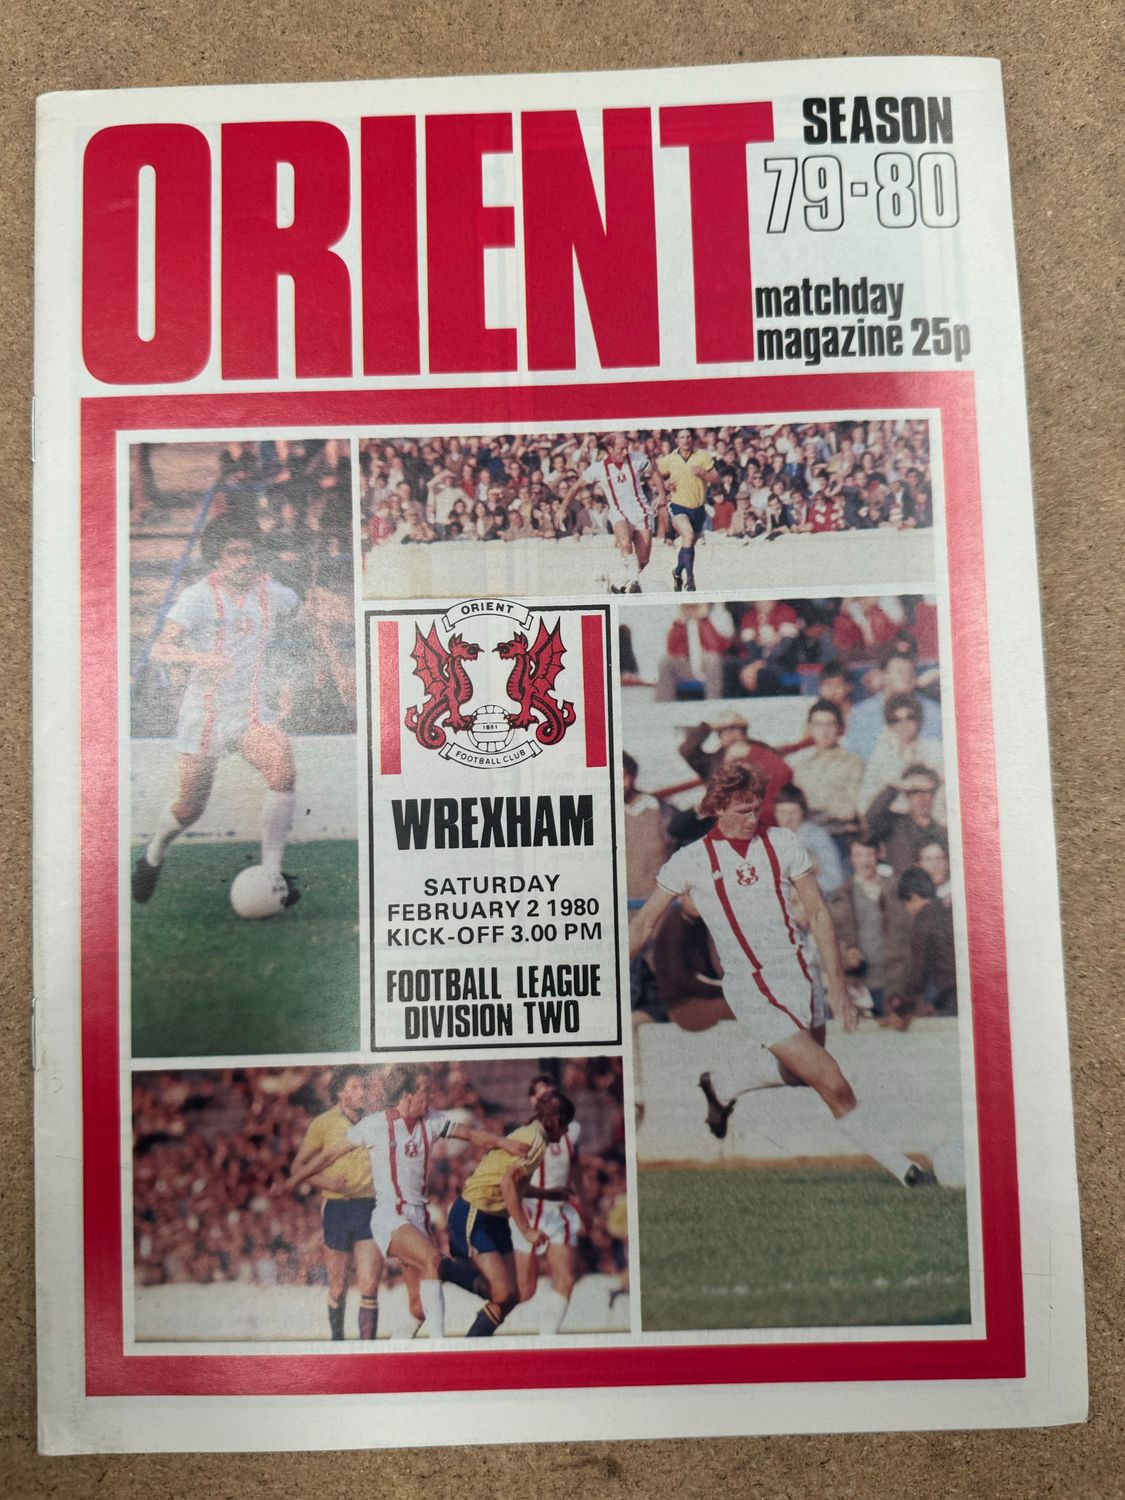 ORIENT
SEASON
79-80
matchday
magazine 25p
ORIENT
1881
FOOTBALL CLUB
WREXHAM
SATURDAY
FEBRUARY 2 1980
KICK-OFF 3.00 PM
FOOTBALL LEAGUE
DIVISION TWO